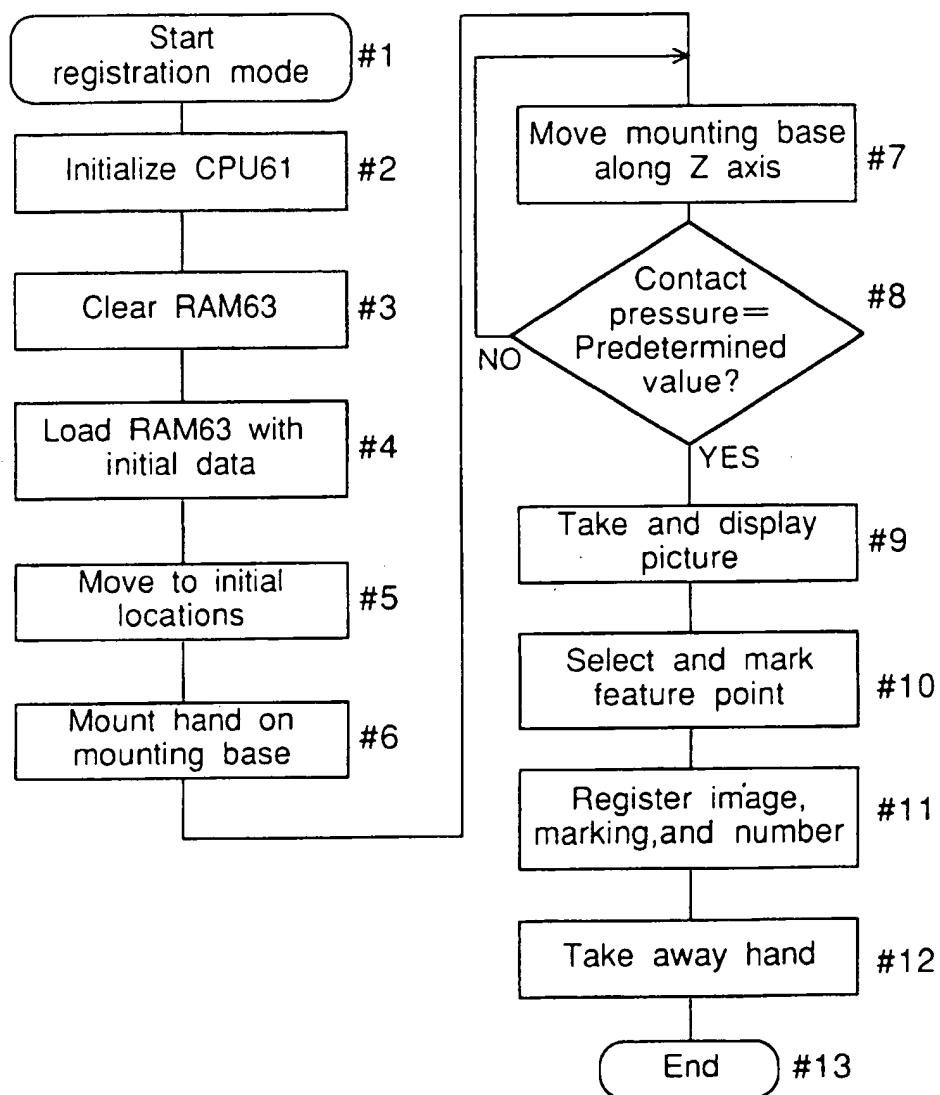 Start
registration mode
#1
Initialize CPU61
#2
Clear RAM63
#3
Load RAM63 with
initial data
#4
Move to initial
locations
#5
Mount hand on
mounting base
#6
Move mounting base
along Z axis
#7
Contact
pressure=
Predetermined
value?
#8
NO
YES
Take and display
picture
#9
Select and mark
feature point
#10
Register image,
marking,and number
#11
Take away hand
#12
End
#13